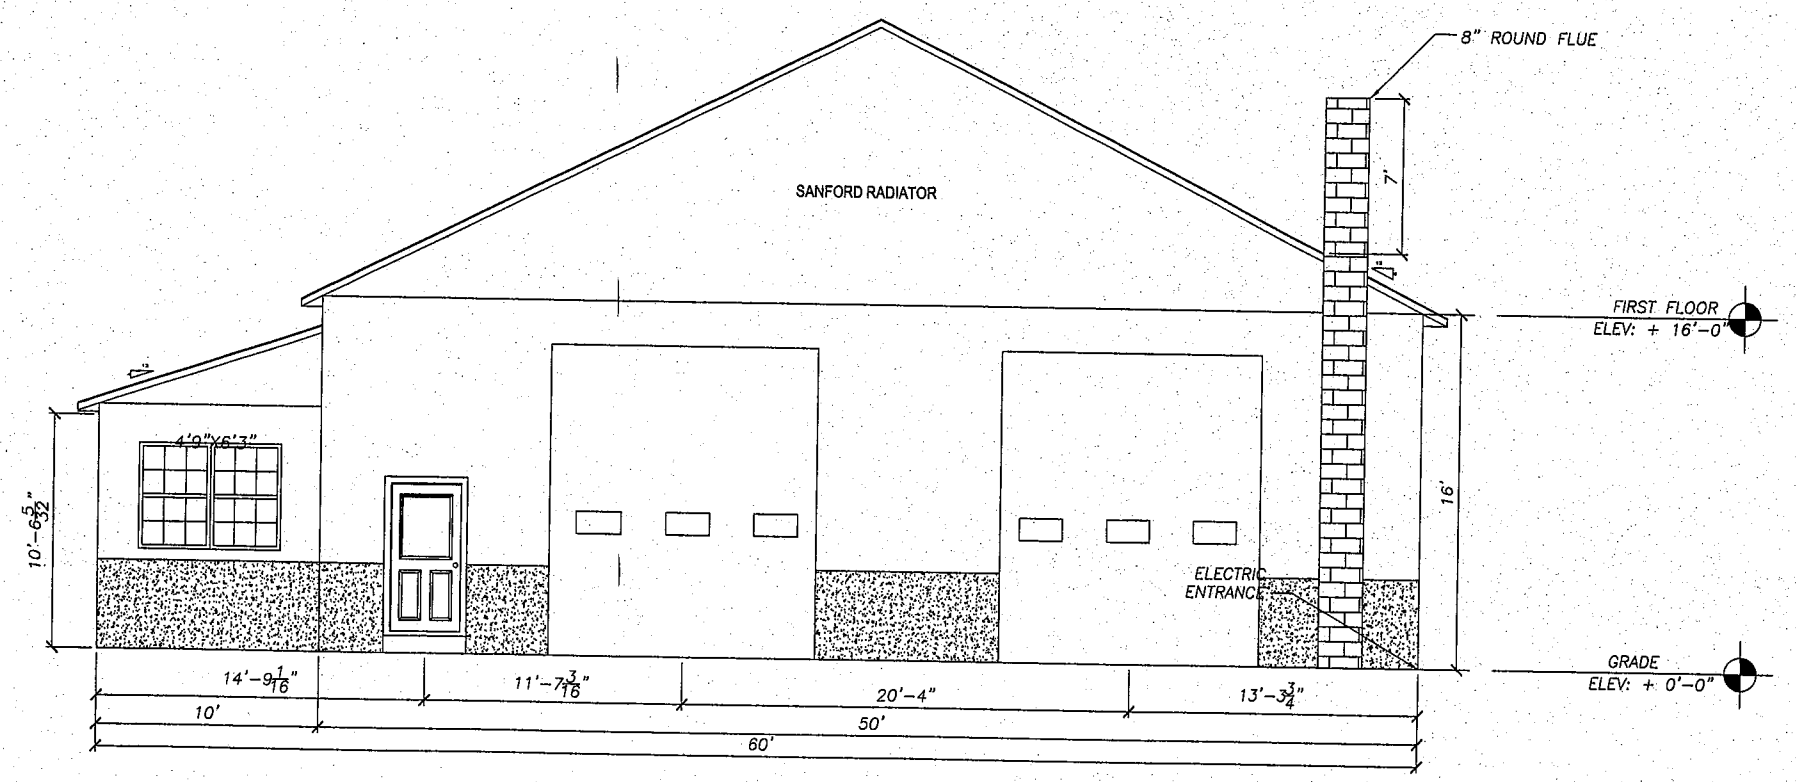 8" ROUND FLUE
7'
SANFORD RADIATOR
FIRST FLOOR
ELEV: + 16'-0"
4'9"X6'3"
10'-6 5/32"
16'
ELECTRIC
ENTRANCE
GRADE
ELEV: + 0'-0"
14'-9 1/16"
11'-7 3/16"
20'-4"
13'-3 3/4"
10'
50'
60'